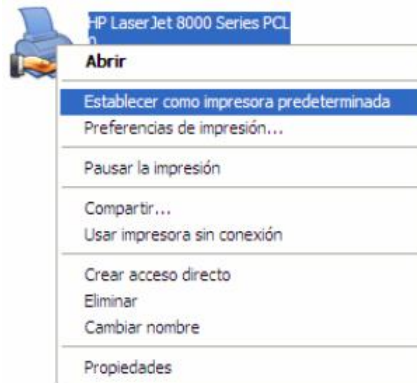 HP LaserJet 8000 Series PCL
Abrir
Establecer como impresora predeterminada
Preferencias de impresión...
Pausar la impresión
Compartir...
Usar impresora sin conexión
Crear acceso directo
Eliminar
Cambiar nombre
Propiedades